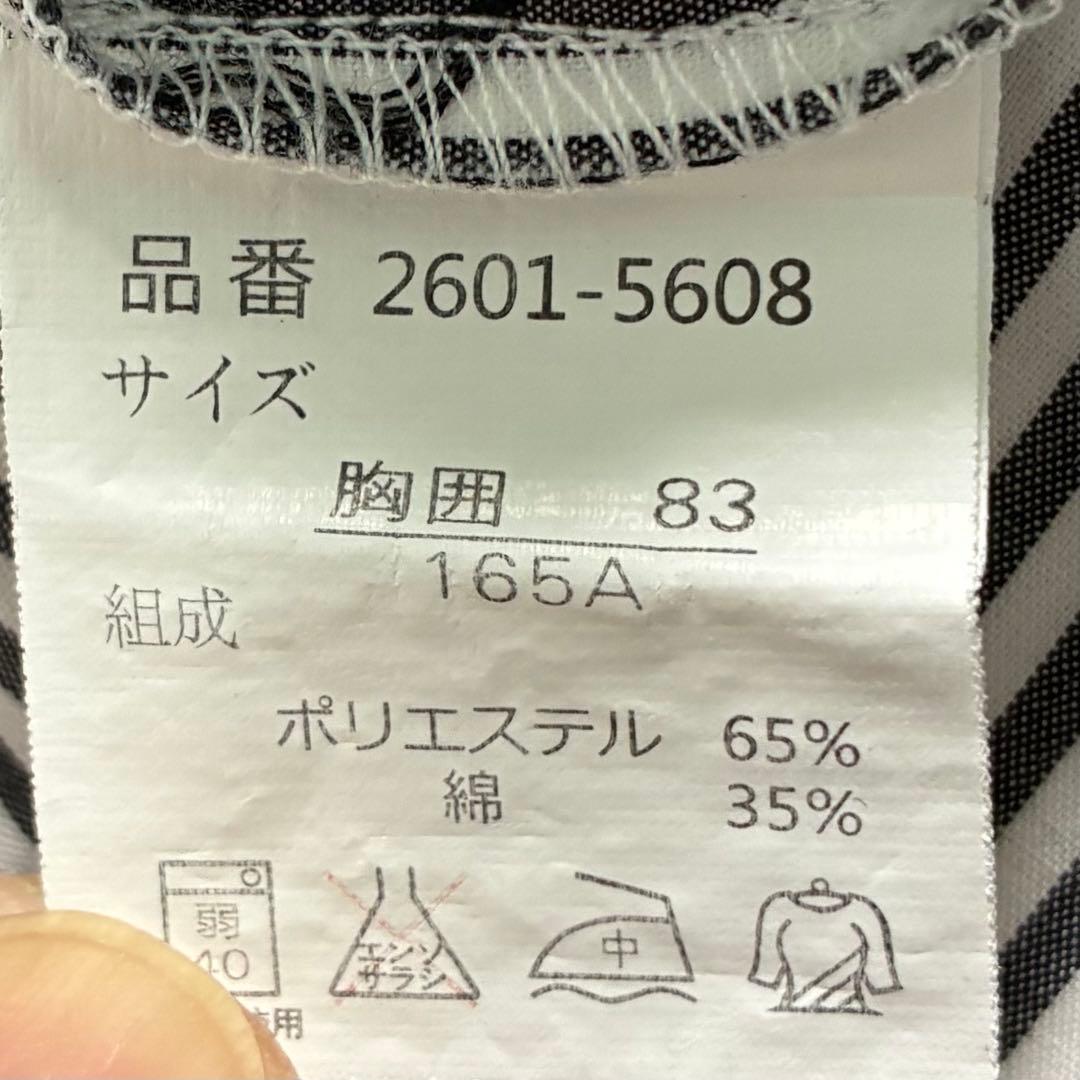 品番 2601-5608
サイズ
胸囲 83
165A
組成
ポリエステル 65%
綿 35%
弱
40
エンソ
サラシ
中
用